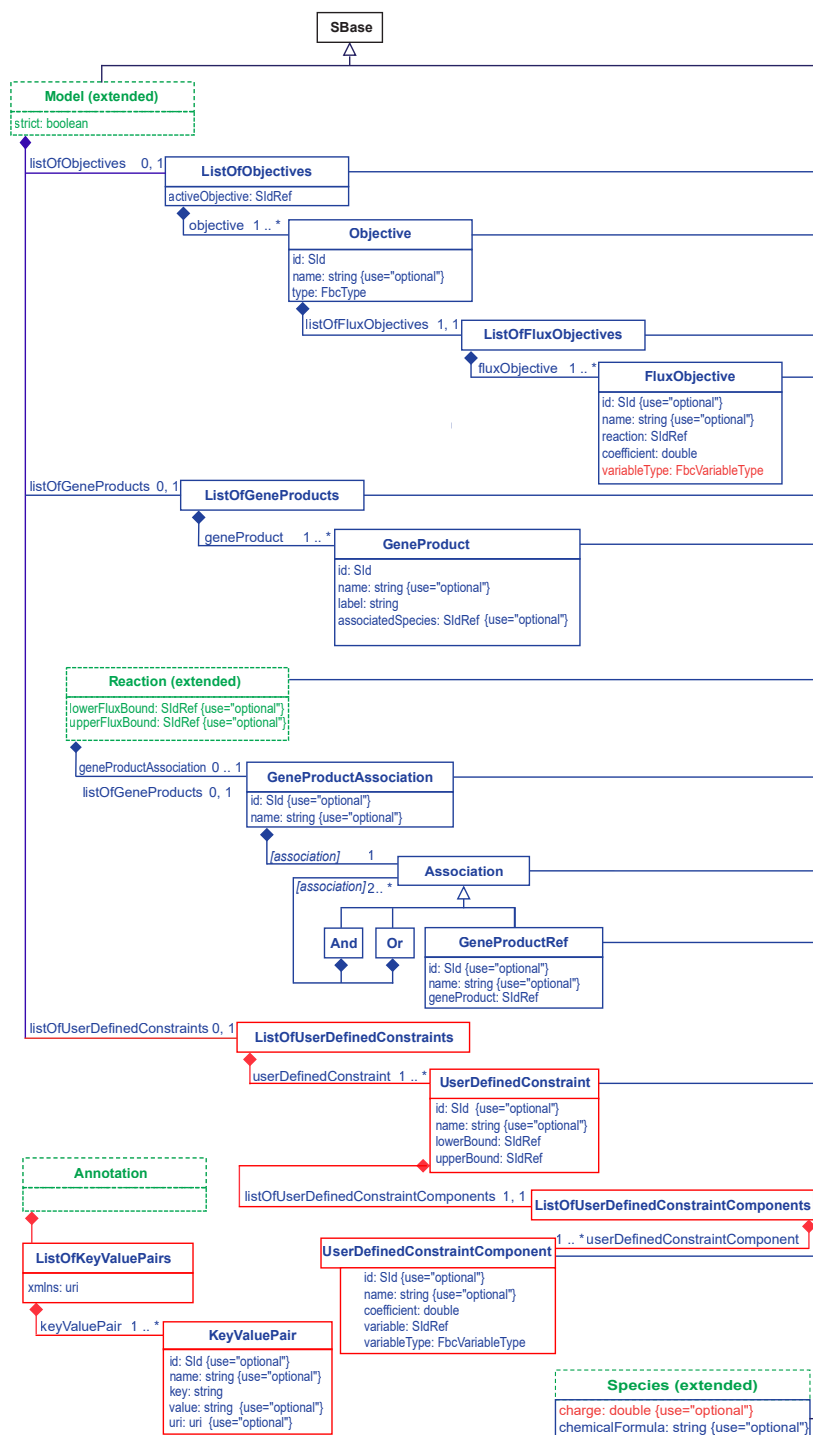 SBase
Model (extended)
strict: boolean
listOfObjectives 0, 1
ListOfObjectives
activeObjective: SIdRef
objective 1 .. *
Objective
id: SId
name: string {use="optional"}
type: FbcType
listOfFluxObjectives 1, 1
ListOfFluxObjectives
fluxObjective 1 .. *
FluxObjective
id: SId {use="optional"}
name: string {use="optional"}
reaction: SIdRef
coefficient: double
variableType: FbcVariableType
listOfGeneProducts 0, 1
ListOfGeneProducts
geneProduct 1 .. *
GeneProduct
id: SId
name: string {use="optional"}
label: string
associatedSpecies: SIdRef {use="optional"}
Reaction (extended)
lowerFluxBound: SIdRef {use="optional"}
upperFluxBound: SIdRef {use="optional"}
geneProductAssociation 0 .. 1
listOfGeneProducts 0, 1
GeneProductAssociation
id: SId {use="optional"}
name: string {use="optional"}
[association] 1
Association
[association] 2.. *
And
Or
GeneProductRef
id: SId {use="optional"}
name: string {use="optional"}
geneProduct: SIdRef
listOfUserDefinedConstraints 0, 1
ListOfUserDefinedConstraints
userDefinedConstraint 1 .. *
UserDefinedConstraint
id: SId {use="optional"}
name: string {use="optional"}
lowerBound: SIdRef
upperBound: SIdRef
listOfUserDefinedConstraintComponents 1, 1
ListOfUserDefinedConstraintComponents
1 .. * userDefinedConstraintComponent
UserDefinedConstraintComponent
id: SId {use="optional"}
name: string {use="optional"}
coefficient: double
variable: SIdRef
variableType: FbcVariableType
Annotation
ListOfKeyValuePairs
xmlns: uri
keyValuePair 1 .. *
KeyValuePair
id: SId {use="optional"}
name: string {use="optional"}
key: string
value: string {use="optional"}
uri: uri {use="optional"}
Species (extended)
charge: double {use="optional"}
chemicalFormula: string {use="optional"}